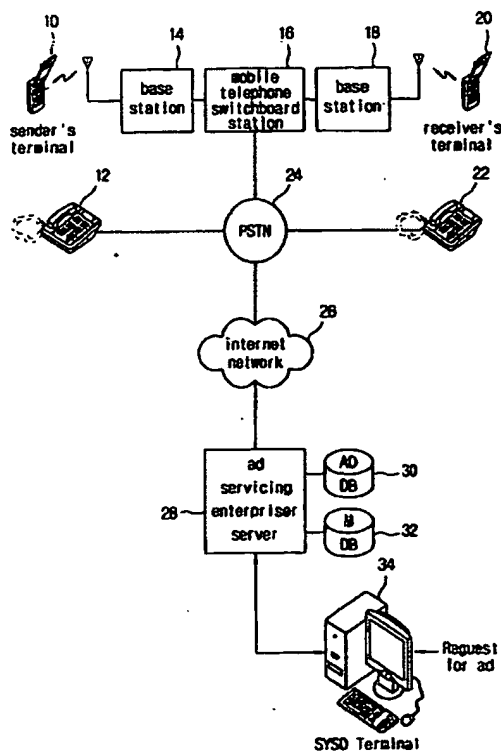 10
14
16
18
20
base
station
mobile
telephone
switchboard
station
base
station
sender's
terminal
receiver's
terminal
12
24
22
PSTN
28
internet
network
ad
servicing
enterpriser
server
28
AD
DB
30
M
DB
32
34
Request
for ad
SYSO Terminal